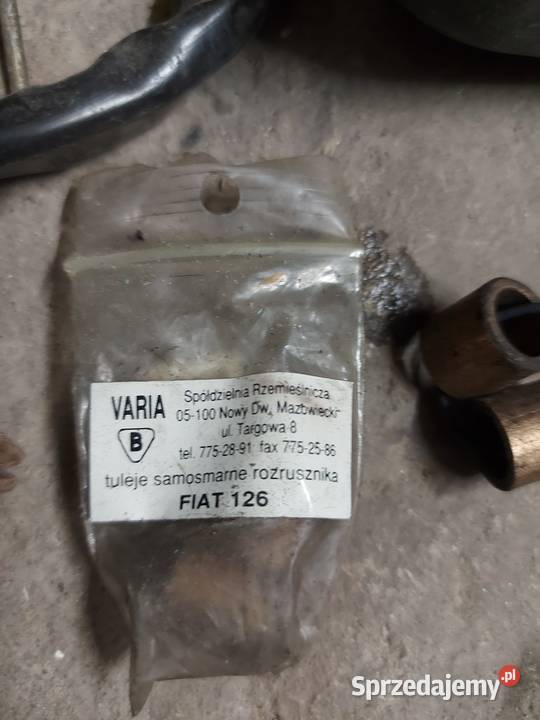 VARIA
B
Spółdzielnia Rzemieślnicza
05-100 Nowy Dw. Mazowiecki
ul. Targowa 8
tel. 775-28-91 fax 775-25-86
tuleje samosmarne rozrusznika
FIAT 126
Sprzedajemy.pl